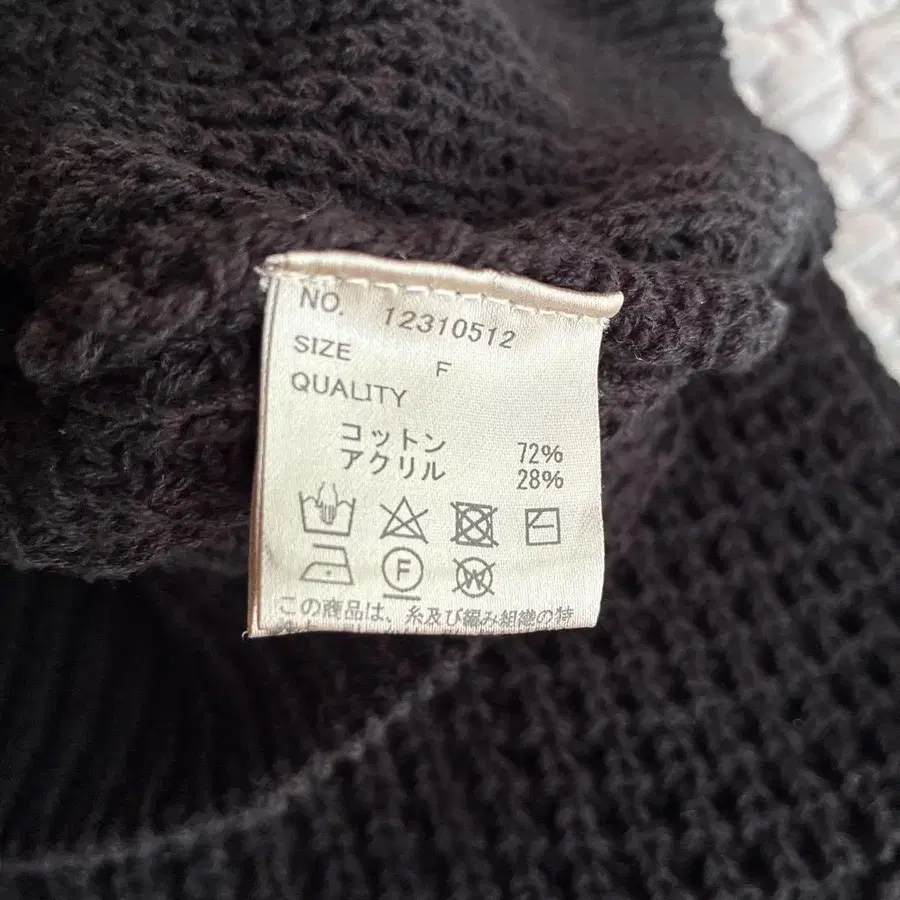 NO. 12310512
SIZE F
QUALITY
コットン 72%
アクリル 28%
F W
この商品は、糸及び編み組織の特